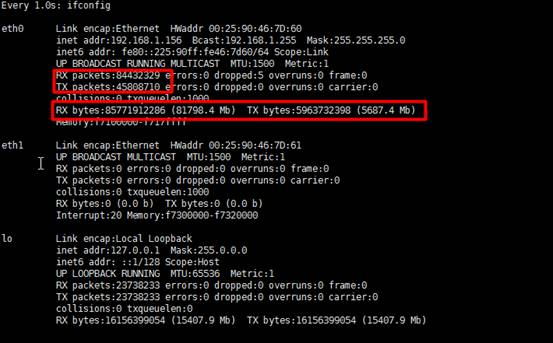 Every 1.0s: ifconfig
eth0 Link encap:Ethernet HWaddr 00:25:90:46:7D:60
inet addr:192.168.1.156 Bcast:192.168.1.255 Mask:255.255.255.0
inet6 addr: fe80::225:90ff:fe46:7d60/64 Scope:Link
UP BROADCAST RUNNING MULTICAST MTU:1500 Metric:1
RX packets:84432329 errors:0 dropped:5 overruns:0 frame:0
TX packets:45808710 errors:0 dropped:0 overruns:0 carrier:0
collisions:0 txqueuelen:1000
RX bytes:85771912286 (81798.4 Mb) TX bytes:5963732398 (5687.4 Mb)
Memory:f7100000-f717ffff
eth1 Link encap:Ethernet HWaddr 00:25:90:46:7D:61
UP BROADCAST MULTICAST MTU:1500 Metric:1
RX packets:0 errors:0 dropped:0 overruns:0 frame:0
TX packets:0 errors:0 dropped:0 overruns:0 carrier:0
collisions:0 txqueuelen:1000
RX bytes:0 (0.0 b) TX bytes:0 (0.0 b)
Interrupt:20 Memory:f7300000-f7320000
lo Link encap:Local Loopback
inet addr:127.0.0.1 Mask:255.0.0.0
inet6 addr: ::1/128 Scope:Host
UP LOOPBACK RUNNING MTU:65536 Metric:1
RX packets:23738233 errors:0 dropped:0 overruns:0 frame:0
TX packets:23738233 errors:0 dropped:0 overruns:0 carrier:0
collisions:0 txqueuelen:0
RX bytes:16156399054 (15407.9 Mb) TX bytes:16156399054 (15407.9 Mb)